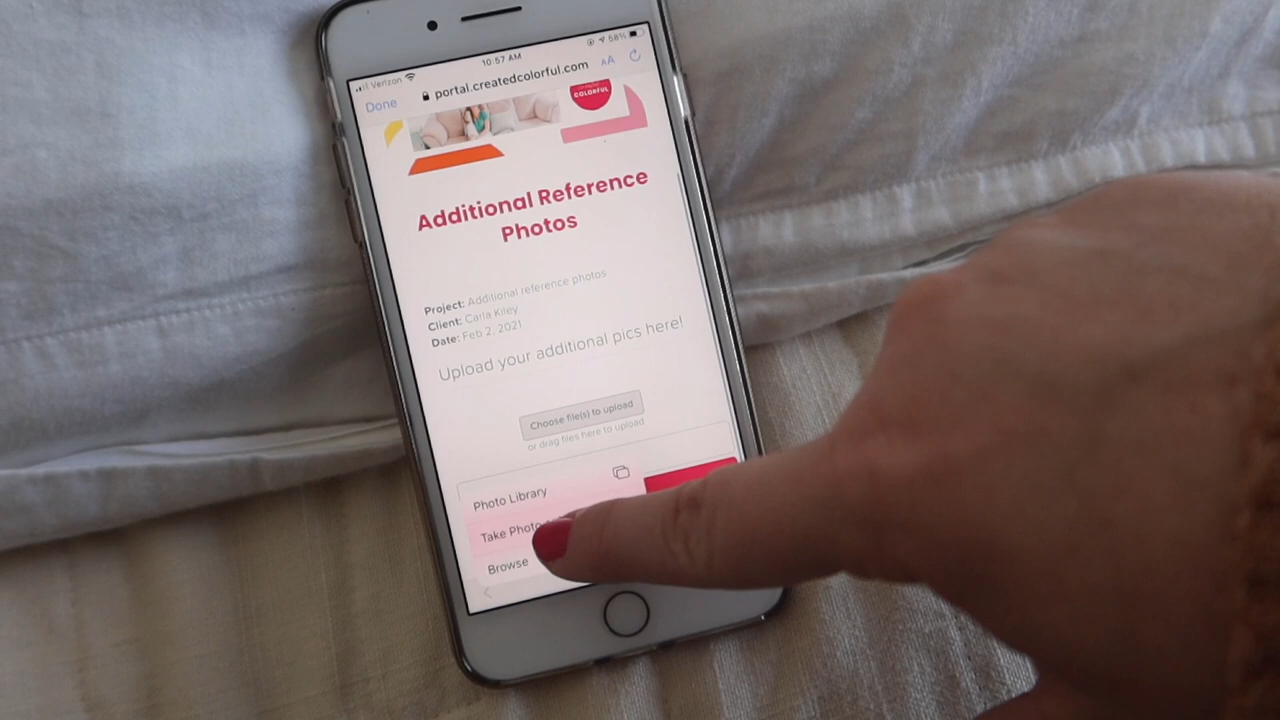 Verizon 10:57 AM 58%
Done portal.createdcolorful.com AA
COLORFUL
Additional Reference
Photos
Project: Additional reference photos
Client: Carla Kiley
Date: Feb 2, 2021
Upload your additional pics here!
Choose file(s) to upload
or drag files here to upload
Photo Library
Take Photo
Browse